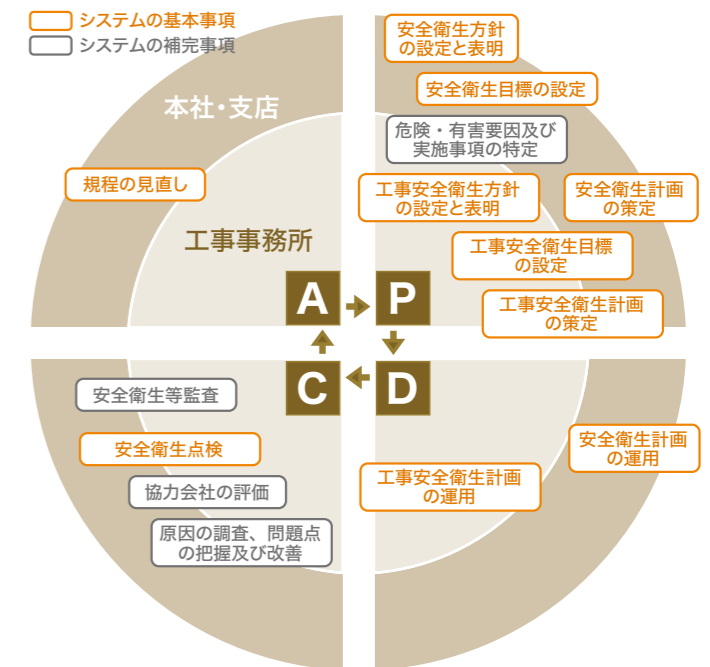 システムの基本事項
システムの補完事項
本社・支店
工事事務所
安全衛生方針
の設定と表明
安全衛生目標の設定
危険・有害要因及び
実施事項の特定
工事安全衛生方針
の設定と表明
安全衛生計画
の策定
工事安全衛生目標
の設定
工事安全衛生計画
の策定
規程の見直し
A
P
C
D
安全衛生等監査
安全衛生点検
協力会社の評価
原因の調査、問題点
の把握及び改善
工事安全衛生計画
の運用
安全衛生計画
の運用